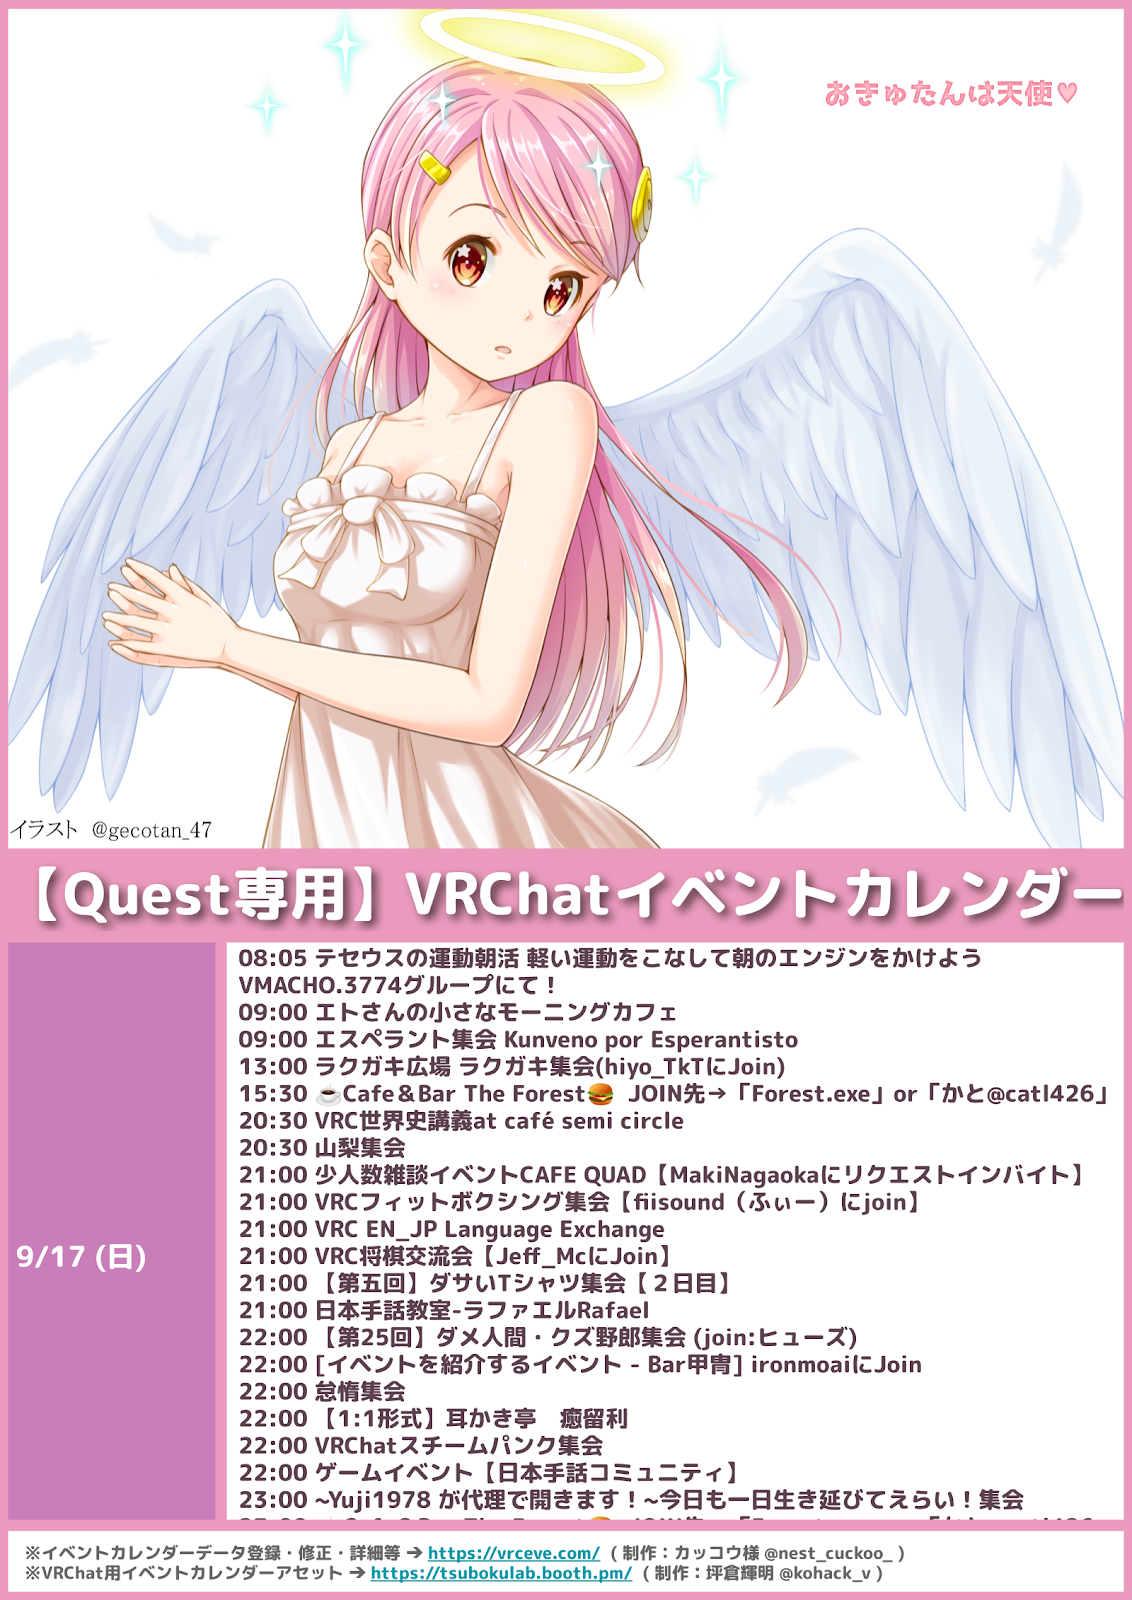 おきゅたんは天使♥
イラスト @gecotan_47
【Quest専用】VRChatイベントカレンダー
9/17 (日)
08:05 テセウスの運動朝活 軽い運動をこなして朝のエンジンをかけよう
VMACHO.3774グループにて！
09:00 エトさんの小さなモーニングカフェ
09:00 エスペラント集会 Kunveno por Esperantisto
13:00 ラクガキ広場 ラクガキ集会(hiyo_TkTにJoin)
15:30 ☕Cafe＆Bar The Forest🍔 JOIN先→「Forest.exe」or「かと@catl426」
20:30 VRC世界史講義at café semi circle
20:30 山梨集会
21:00 少人数雑談イベントCAFE QUAD【MakiNagaokaにリクエストインバイト】
21:00 VRCフィットボクシング集会【fiisound（ふぃー）にjoin】
21:00 VRC EN_JP Language Exchange
21:00 VRC将棋交流会【Jeff_McにJoin】
21:00 【第五回】ダサいTシャツ集会【２日目】
21:00 日本手話教室-ラファエルRafael
22:00 【第25回】ダメ人間・クズ野郎集会 (join:ヒューズ)
22:00 [イベントを紹介するイベント - Bar甲冑] ironmoaiにJoin
22:00 怠惰集会
22:00 【1:1形式】耳かき亭　癒留利
22:00 VRChatスチームパンク集会
22:00 ゲームイベント【日本手話コミュニティ】
23:00 ~Yuji1978 が代理で開きます！~今日も一日生き延びてえらい！集会
※イベントカレンダーデータ登録・修正・詳細等 ➔ https://vrceve.com/ （制作：カッコウ様 @nest_cuckoo_ ）
※VRChat用イベントカレンダーアセット ➔ https://tsubokulab.booth.pm/ （制作：坪倉輝明 @kohack_v ）